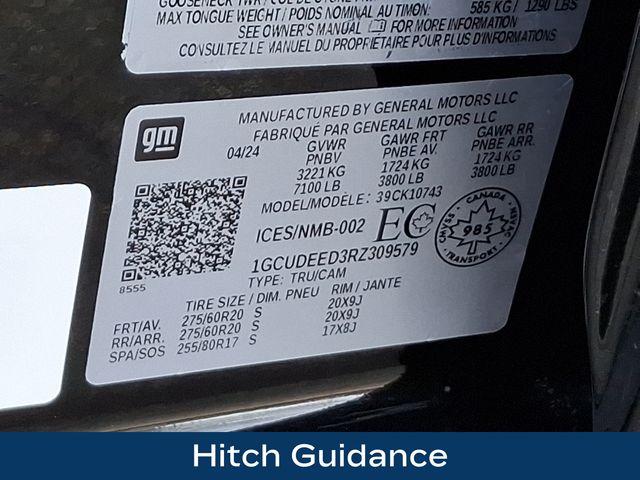 MAX TONGUE WEIGHT / POIDS NOMINAL AU TIMON: 585 KG / 1290 LBS
SEE OWNER'S MANUAL FOR MORE INFORMATION
CONSULTEZ LE MANUEL DU PROPRIETAIRE POUR PLUS D'INFORMATIONS
gm
MANUFACTURED BY GENERAL MOTORS LLC
FABRIQUÉ PAR GENERAL MOTORS LLC
04/24 GVWR GAWR FRT GAWR RR
PNBV PNBE AV. PNBE ARR.
3221 KG 1724 KG 1724 KG
7100 LB 3800 LB 3800 LB
MODEL/MODÈLE: 39CK10743
ICES/NMB-002 EC
CANADA
CMVSS 985 NSVAC
TRANSPORT
1GCUDEED3RZ309579
TYPE: TRU/CAM
8555
TIRE SIZE / DIM. PNEU RIM / JANTE
FRT/AV. 275/60R20 S 20X9J
RR/ARR. 275/60R20 S 20X9J
SPA/SOS 255/80R17 S 17X8J
Hitch Guidance